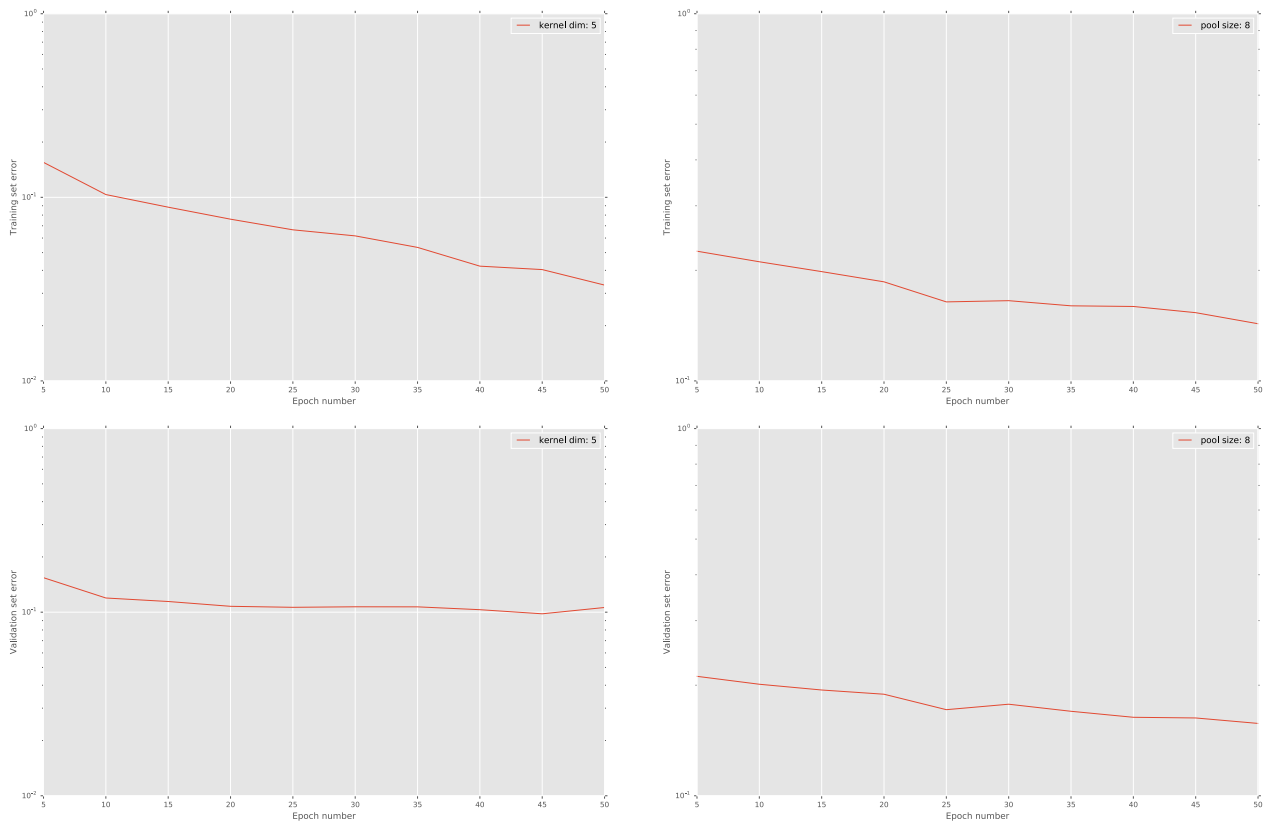 10⁰
kernel dim: 5
Training set error
10⁻¹
10⁻²
5 10 15 20 25 30 35 40 45 50
Epoch number
10⁰
pool size: 8
Training set error
10⁻¹
5 10 15 20 25 30 35 40 45 50
Epoch number
10⁰
kernel dim: 5
Validation set error
10⁻¹
10⁻²
5 10 15 20 25 30 35 40 45 50
Epoch number
10⁰
pool size: 8
Validation set error
10⁻¹
5 10 15 20 25 30 35 40 45 50
Epoch number